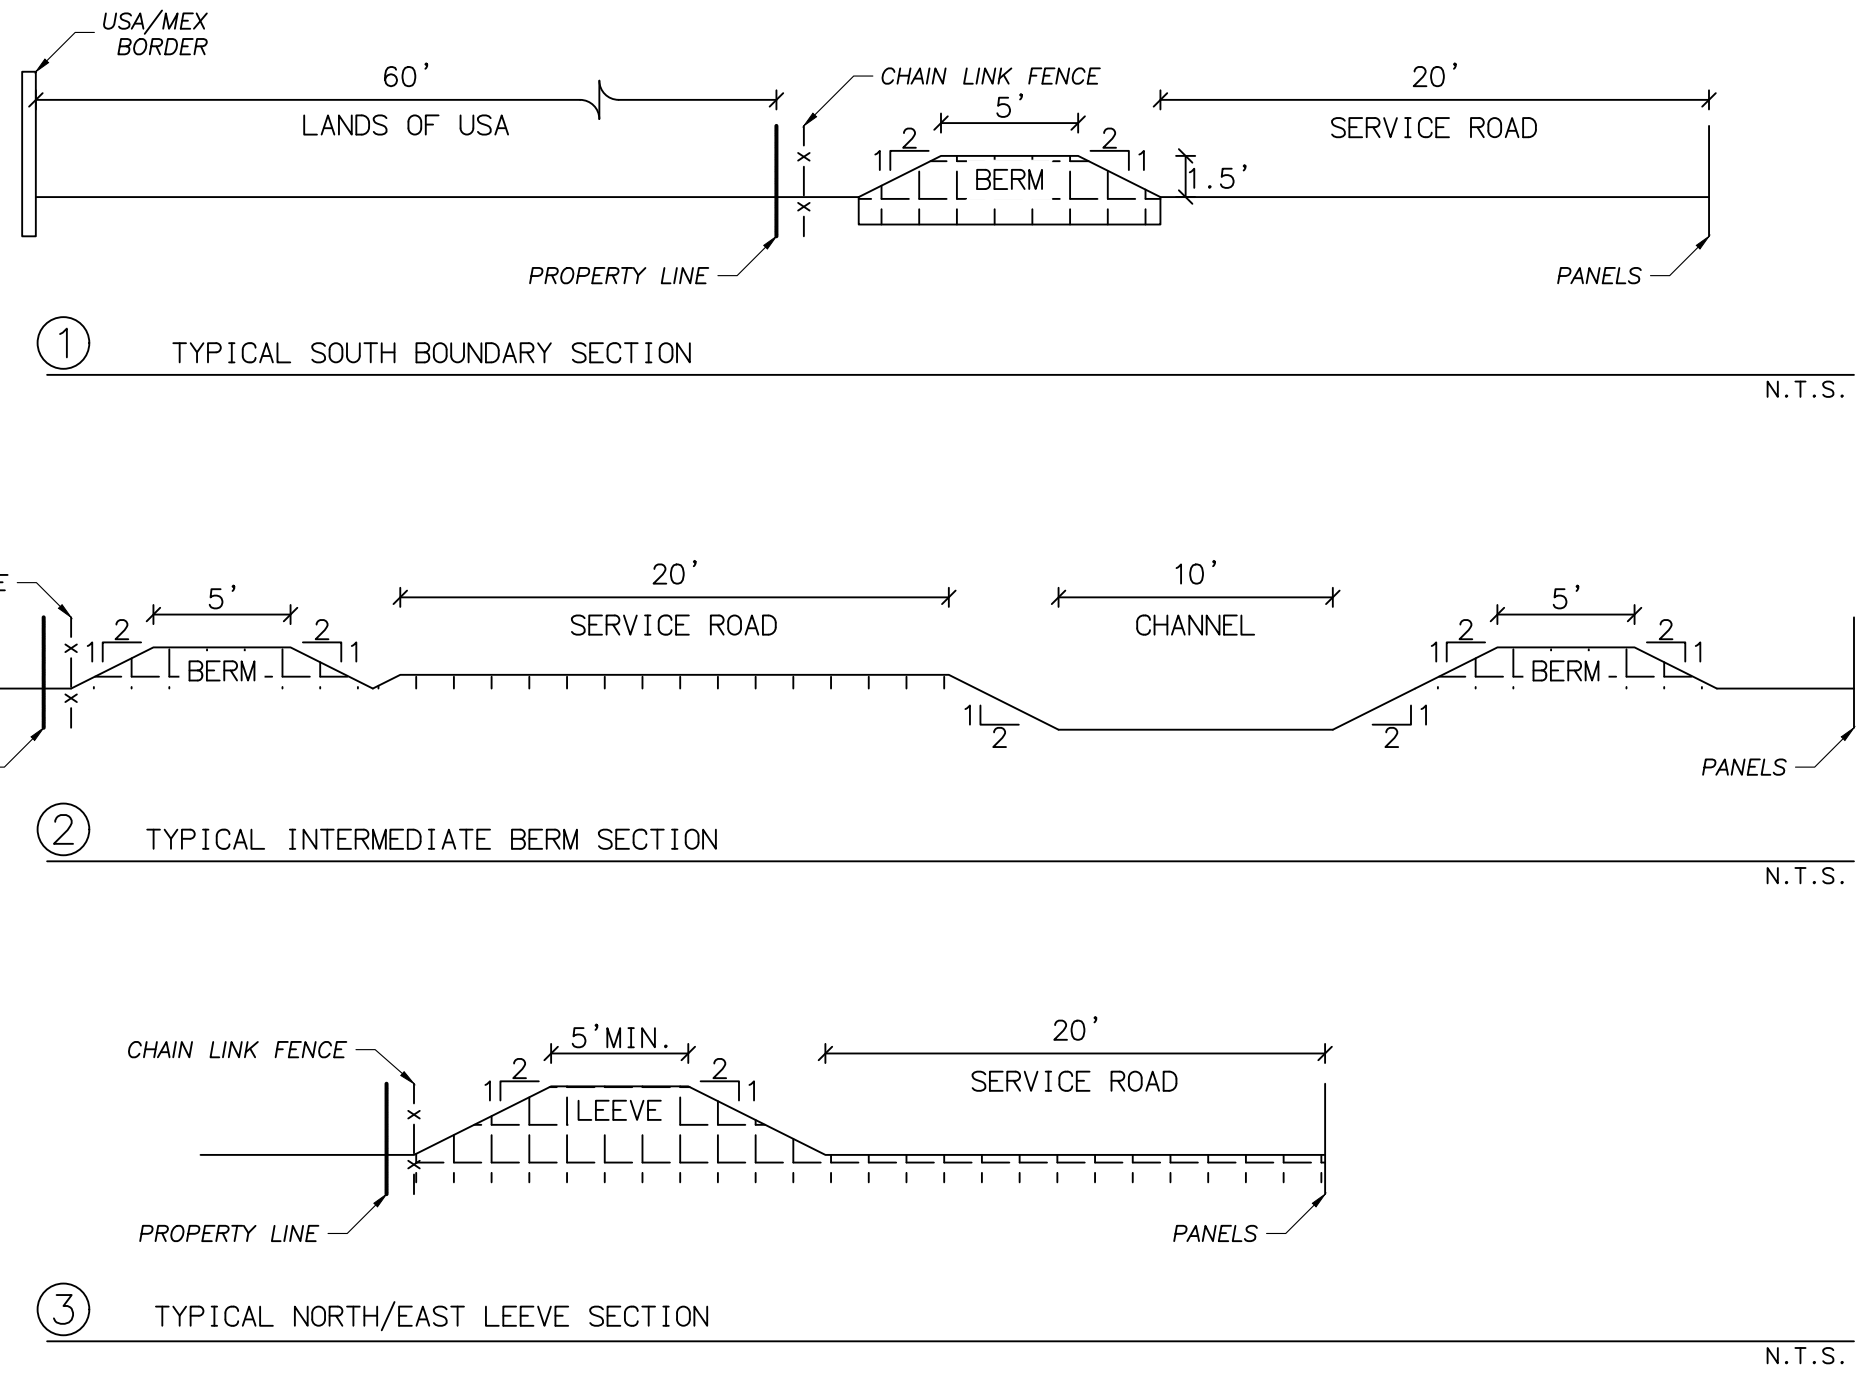 USA/MEX
BORDER
60'
LANDS OF USA
CHAIN LINK FENCE
5'
20'
SERVICE ROAD
2
1
2
1
BERM
1.5'
PROPERTY LINE
PANELS
1
TYPICAL SOUTH BOUNDARY SECTION
N.T.S.
E
5'
20'
SERVICE ROAD
10'
CHANNEL
5'
1
2
2
1
BERM
1
2
2
1
1
2
2
1
BERM
PANELS
2
TYPICAL INTERMEDIATE BERM SECTION
N.T.S.
CHAIN LINK FENCE
5'MIN.
20'
SERVICE ROAD
1
2
2
1
LEEVE
PROPERTY LINE
PANELS
3
TYPICAL NORTH/EAST LEEVE SECTION
N.T.S.